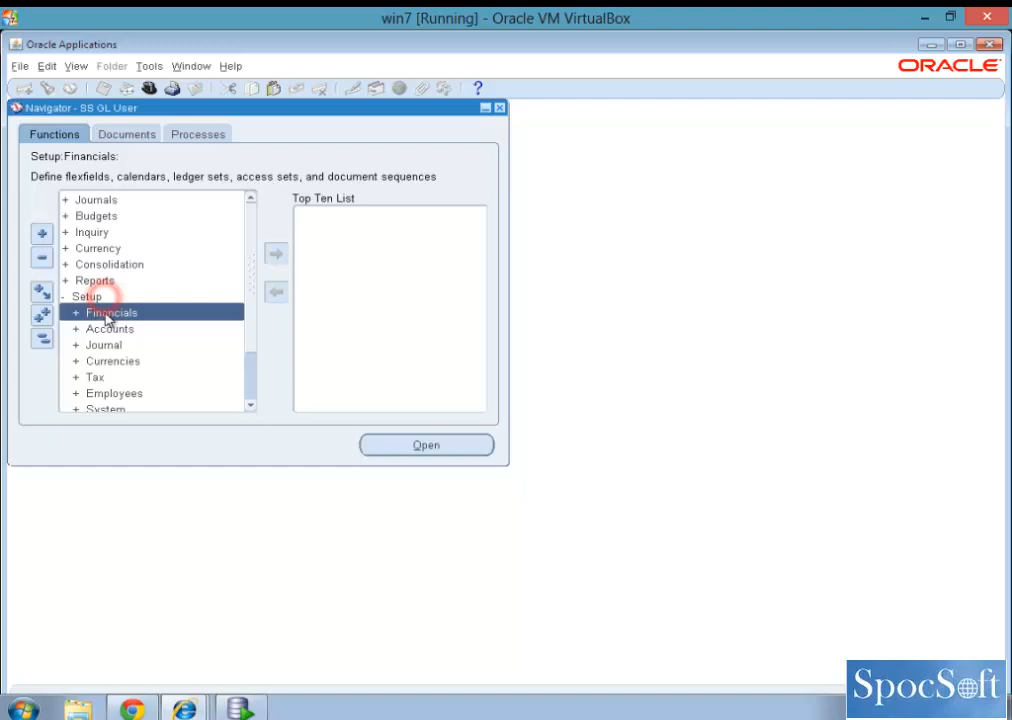 win7 [Running] - Oracle VM VirtualBox
Oracle Applications
File Edit View Folder Tools Window Help
ORACLE
Navigator - SS GL User
Functions Documents Processes
Setup:Financials:
Define flexfields, calendars, ledger sets, access sets, and document sequences
Top Ten List
+ Journals
+ Budgets
+ Inquiry
+ Currency
+ Consolidation
+ Reports
- Setup
+ Financials
+ Accounts
+ Journal
+ Currencies
+ Tax
+ Employees
+ System
Open
SpocSoft